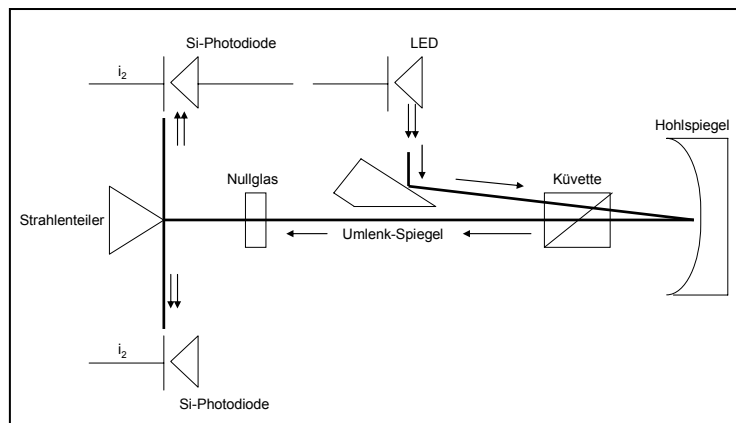 Si-Photodiode
LED
i₂
Hohlspiegel
Nullglas
Küvette
Strahlenteiler
Umlenk-Spiegel
i₂
Si-Photodiode